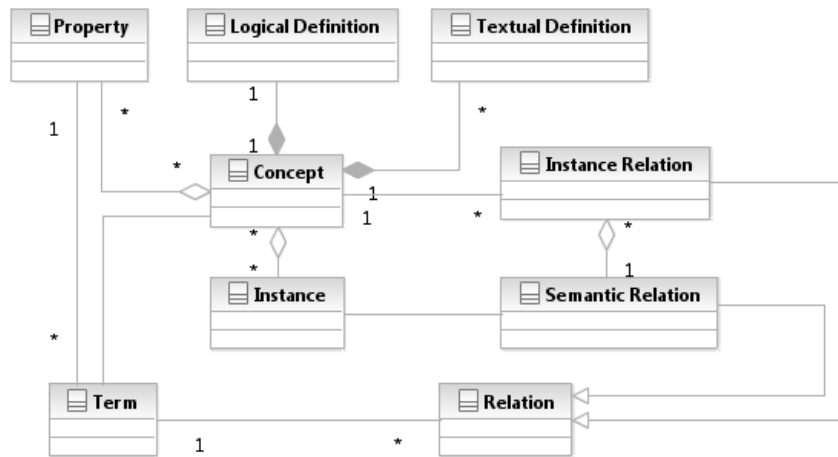 Property
Logical Definition
Textual Definition
1
*
1
*
*
1
Concept
Instance Relation
1
1
*
*
*
*
1
Instance
Semantic Relation
*
Term
Relation
1
*